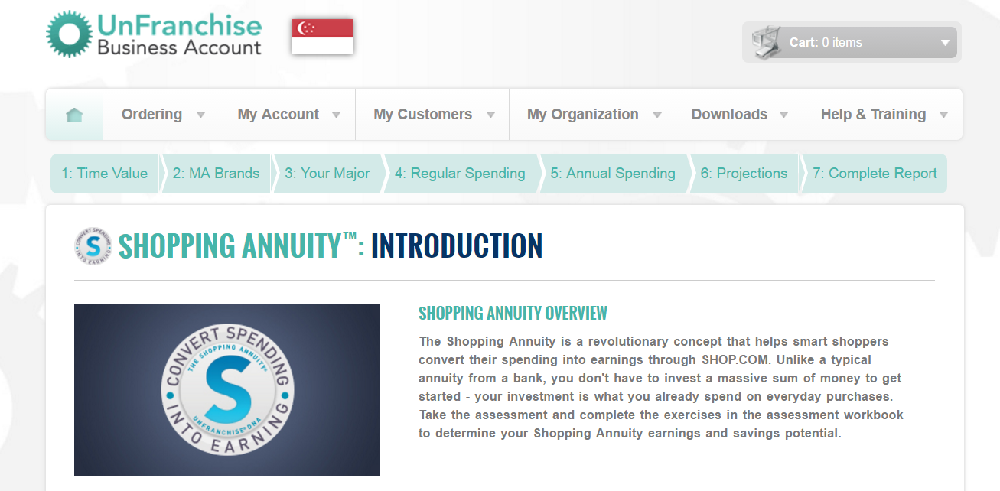 UnFranchise
Business Account
Cart: 0 items
Ordering
My Account
My Customers
My Organization
Downloads
Help & Training
1: Time Value
2: MA Brands
3: Your Major
4: Regular Spending
5: Annual Spending
6: Projections
7: Complete Report
CONVERT SPENDING
S
INTO EARNING
SHOPPING ANNUITY™: INTRODUCTION
CONVERT SPENDING
THE SHOPPING ANNUITY®
S
UNFRANCHISE®DNA
INTO EARNING
SHOPPING ANNUITY OVERVIEW
The Shopping Annuity is a revolutionary concept that helps smart shoppers
convert their spending into earnings through SHOP.COM. Unlike a typical
annuity from a bank, you don't have to invest a massive sum of money to get
started - your investment is what you already spend on everyday purchases.
Take the assessment and complete the exercises in the assessment workbook
to determine your Shopping Annuity earnings and savings potential.